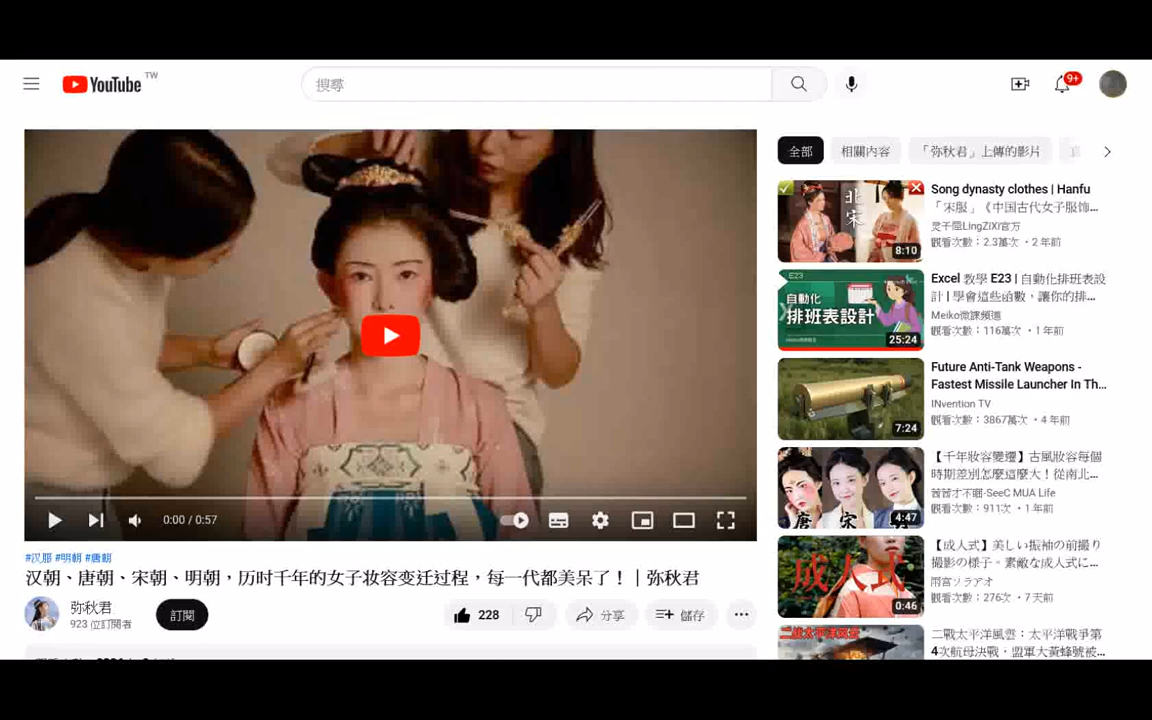 YouTube TW
搜尋
9+
0:00 / 0:57
#汉服 #明朝 #唐朝
汉朝、唐朝、宋朝、明朝,历时千年的女子妆容变迁过程,每一代都美呆了!|弥秋君
弥秋君
923 位訂閱者
訂閱
228
分享
儲存
全部
相關內容
「弥秋君」上傳的影片
北宋
8:10
Song dynasty clothes | Hanfu
「宋服」《中国古代女子服饰...
灵子熙LingZiXi官方
觀看次數:2.3萬次・2 年前
E23
自動化
排班表設計
25:24
Excel 教學 E23 | 自動化排班表設
計 | 學會這些函數,讓你的排...
Meiko微課頻道
觀看次數:116萬次・1 年前
7:24
Future Anti-Tank Weapons -
Fastest Missile Launcher In Th...
INvention TV
觀看次數:3867萬次・4 年前
唐 宋
4:47
【千年妝容變遷】古風妝容每個
時期差別怎麼這麼大!從南北...
SeeC MUA Life
觀看次數:911次・1 年前
成人式
0:46
【成人式】美しい振袖の前撮り
撮影の様子。素敵な成人式に...
雨宮ソラアオ
觀看次數:276次・7 天前
二戰太平洋風雲
二戰太平洋風雲:太平洋戰爭第
4次航母決戰,盟軍大黃蜂號被...